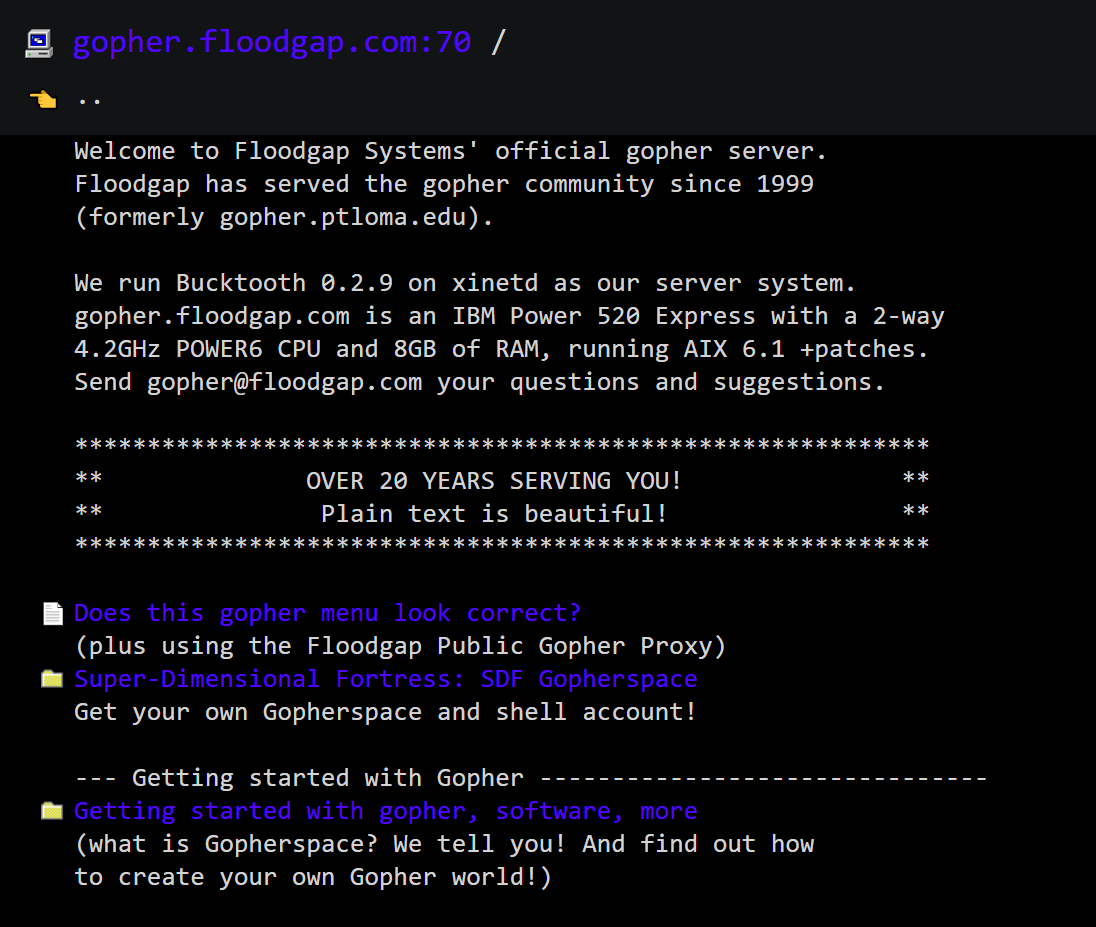 gopher.floodgap.com:70 /
..
Welcome to Floodgap Systems' official gopher server.
Floodgap has served the gopher community since 1999
(formerly gopher.ptloma.edu).
We run Bucktooth 0.2.9 on xinetd as our server system.
gopher.floodgap.com is an IBM Power 520 Express with a 2-way
4.2GHz POWER6 CPU and 8GB of RAM, running AIX 6.1 +patches.
Send gopher@floodgap.com your questions and suggestions.
***********************************************************
**              OVER 20 YEARS SERVING YOU!               **
**               Plain text is beautiful!                **
***********************************************************
Does this gopher menu look correct?
(plus using the Floodgap Public Gopher Proxy)
Super-Dimensional Fortress: SDF Gopherspace
Get your own Gopherspace and shell account!
--- Getting started with Gopher -------------------------------
Getting started with gopher, software, more
(what is Gopherspace? We tell you! And find out how
to create your own Gopher world!)